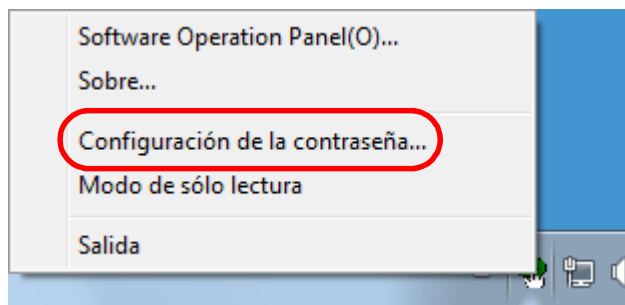 Software Operation Panel(O)...
Sobre...
Configuración de la contraseña...
Modo de sólo lectura
Salida